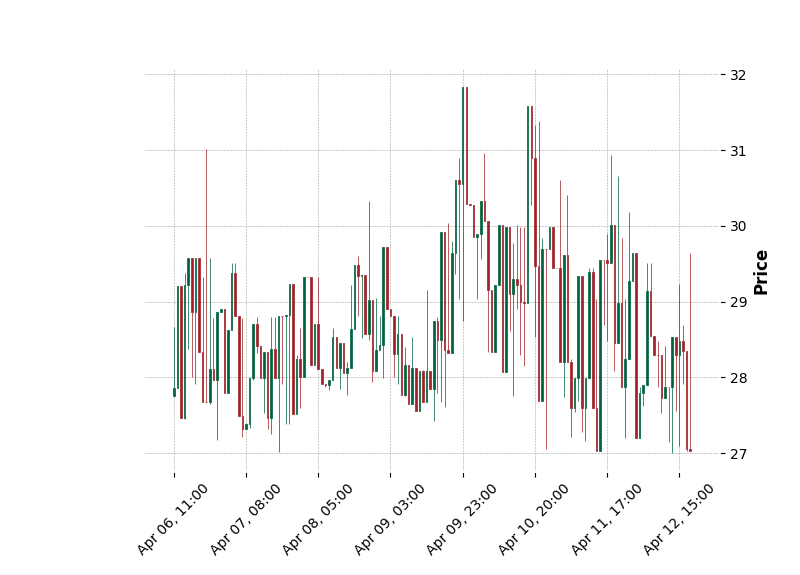 32
31
30
29
28
27
Price
Apr 06, 11:00
Apr 07, 08:00
Apr 08, 05:00
Apr 09, 03:00
Apr 09, 23:00
Apr 10, 20:00
Apr 11, 17:00
Apr 12, 15:00